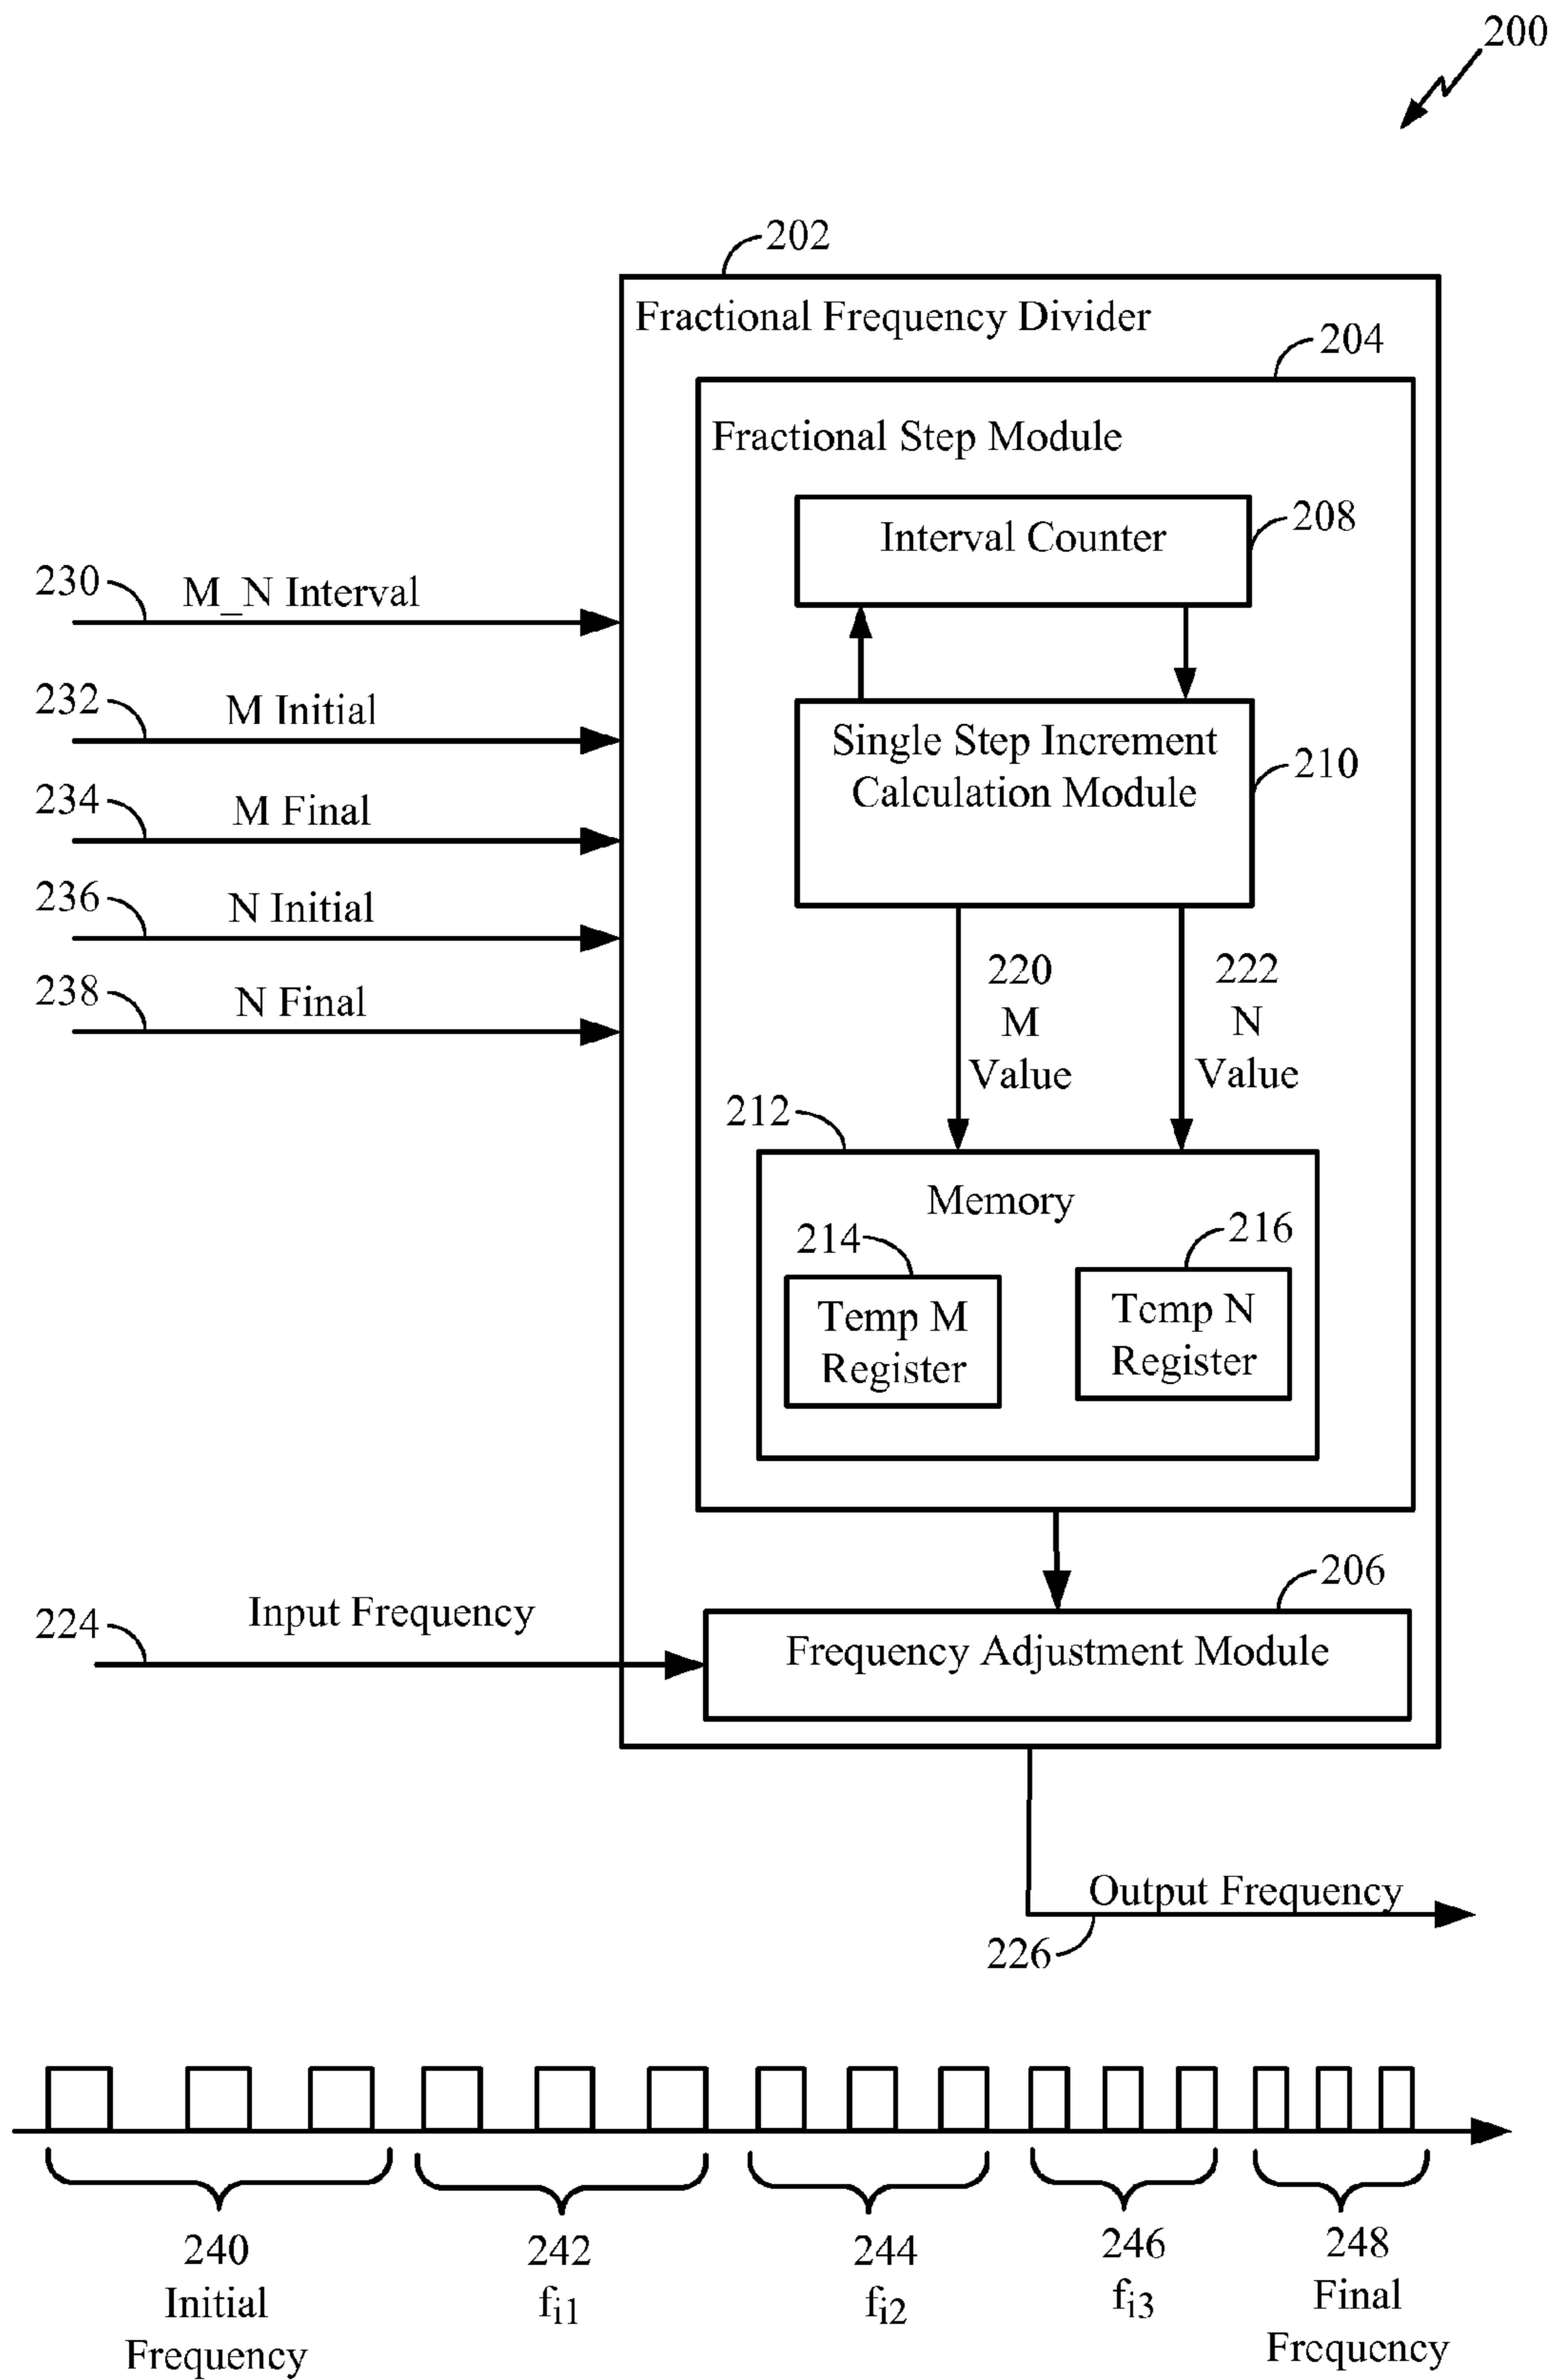 200
202
Fractional Frequency Divider
204
Fractional Step Module
Interval Counter
208
230
M_N Interval
232
M Initial
Single Step Increment
Calculation Module
210
234
M Final
236
N Initial
238
N Final
220
M
Value
222
N
Value
212
Memory
214
216
Temp M
Register
Temp N
Register
206
224
Input Frequency
Frequency Adjustment Module
Output Frequency
226
240
Initial
Frequency
242
fi1
244
fi2
246
fi3
248
Final
Frequency